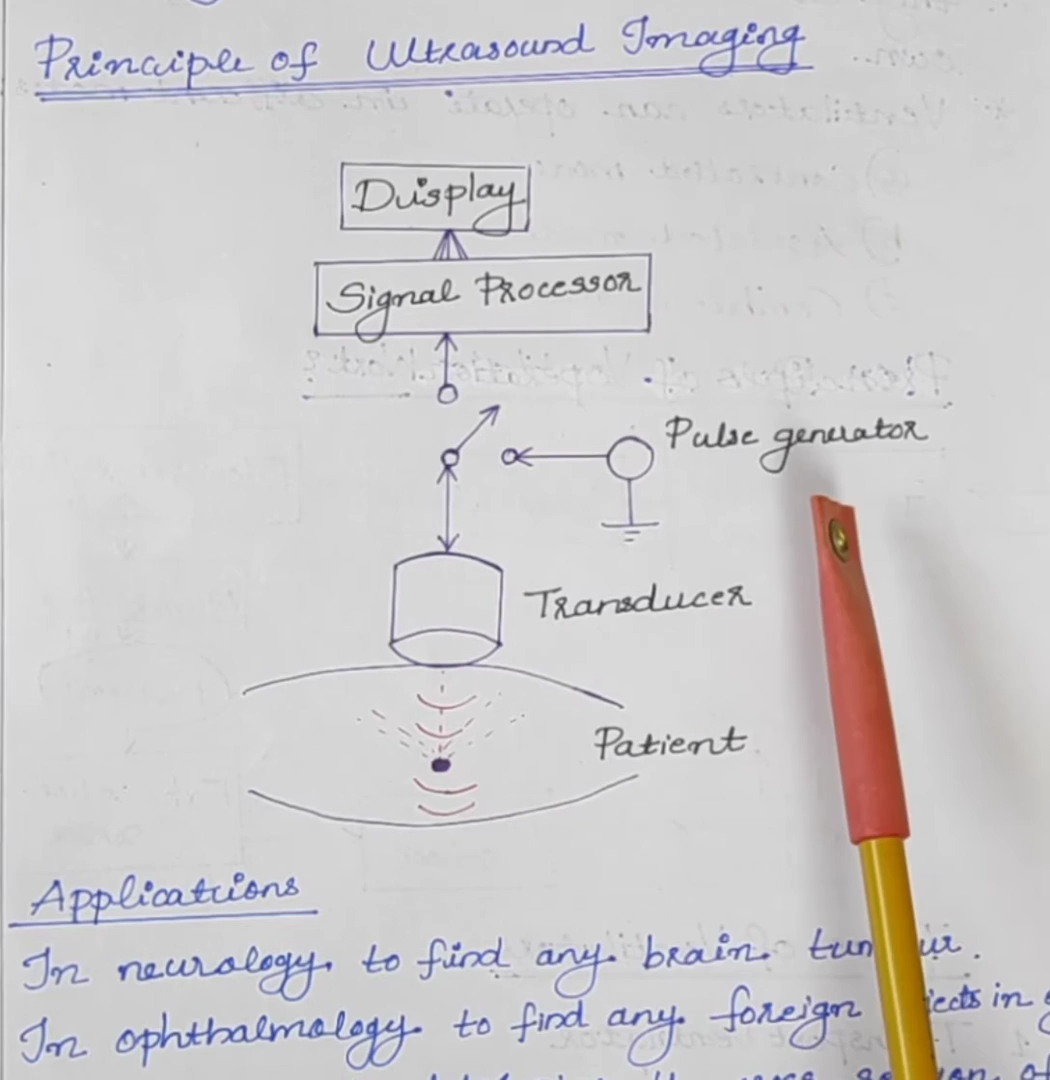 Principle of Ultrasound Imaging
Display
Signal Processor
Pulse generator
Transducer
Patient
Applications
In neurology to find any brain
In ophthalmology to find any foreign in